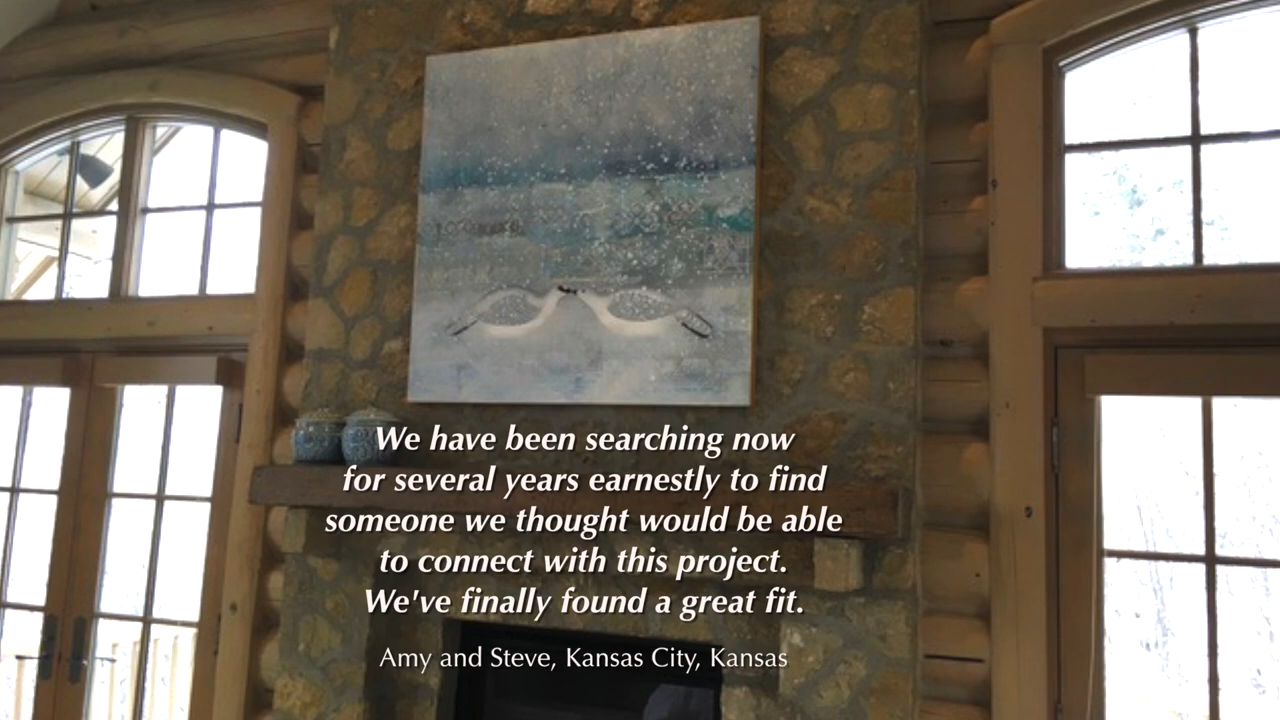 We have been searching now
for several years earnestly to find
someone we thought would be able
to connect with this project.
We've finally found a great fit.
Amy and Steve, Kansas City, Kansas